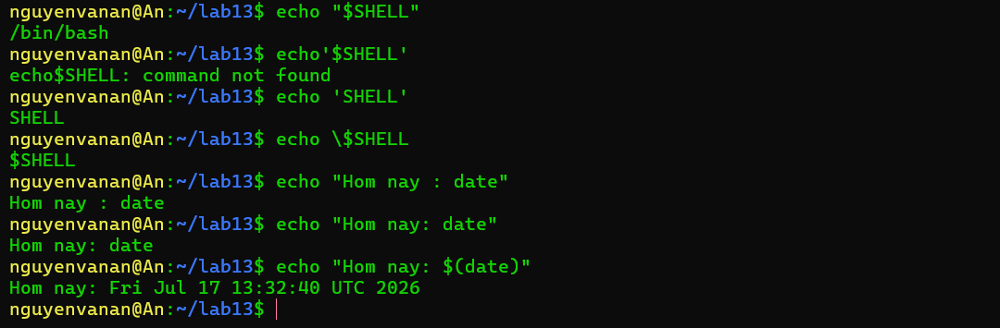 nguyenvanan@An:~/lab13$ echo "$SHELL"
/bin/bash
nguyenvanan@An:~/lab13$ echo'$SHELL'
echo$SHELL: command not found
nguyenvanan@An:~/lab13$ echo 'SHELL'
SHELL
nguyenvanan@An:~/lab13$ echo \$SHELL
$SHELL
nguyenvanan@An:~/lab13$ echo "Hom nay : date"
Hom nay : date
nguyenvanan@An:~/lab13$ echo "Hom nay: date"
Hom nay: date
nguyenvanan@An:~/lab13$ echo "Hom nay: $(date)"
Hom nay: Fri Jul 17 13:32:40 UTC 2026
nguyenvanan@An:~/lab13$